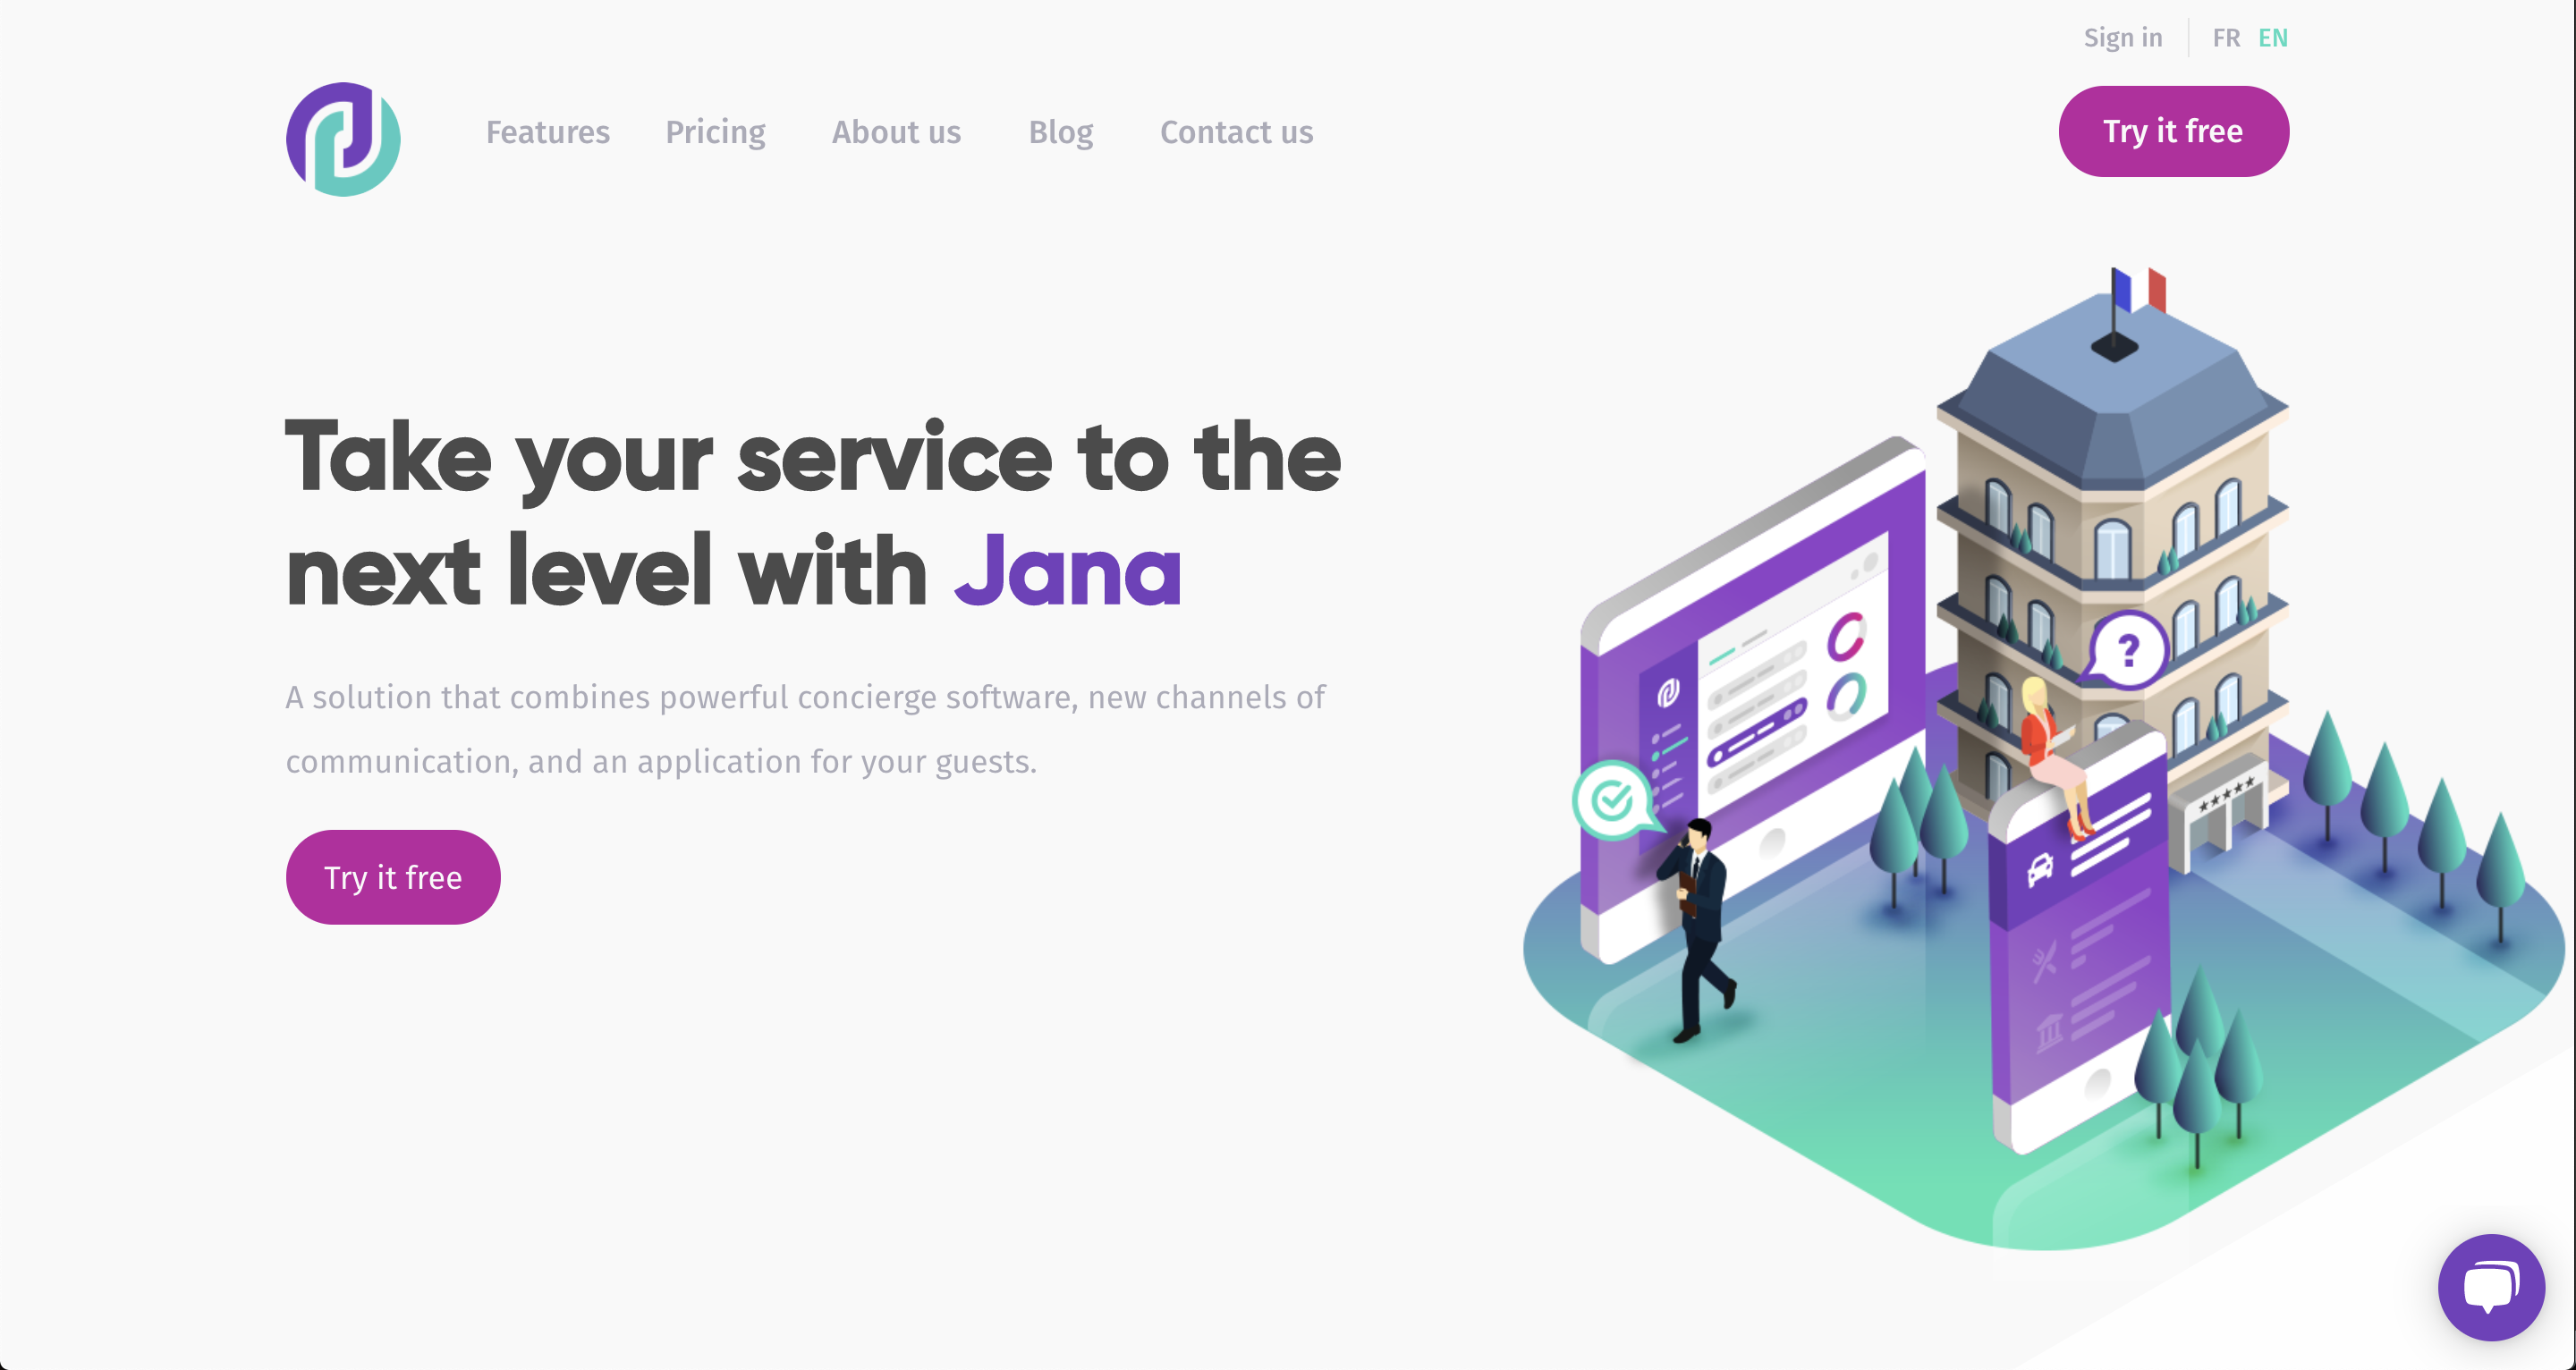 Sign in
FR EN
Features Pricing About us Blog Contact us
Try it free
Take your service to the
next level with Jana
A solution that combines powerful concierge software, new channels of
communication, and an application for your guests.
Try it free
?